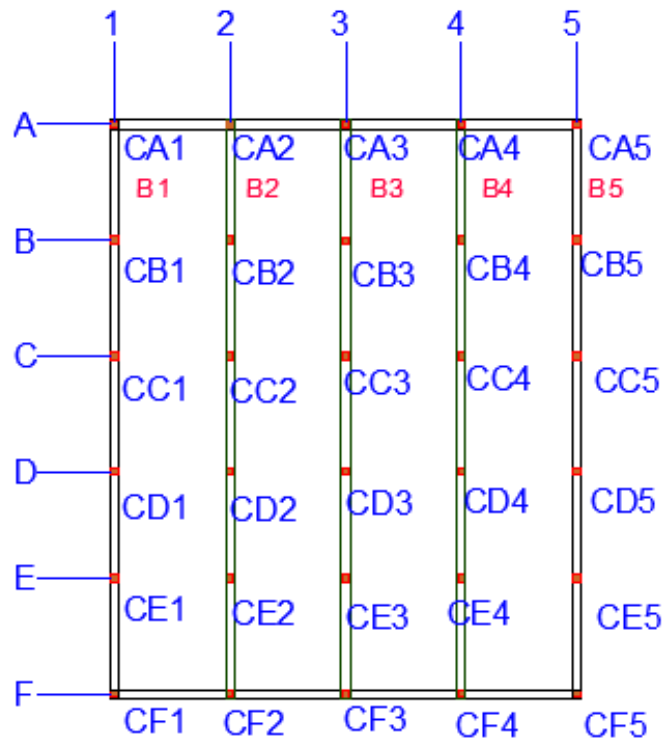 1 2 3 4 5
A
CA1 CA2 CA3 CA4 CA5
B1 B2 B3 B4 B5
B
CB1 CB2 CB3 CB4 CB5
C
CC1 CC2 CC3 CC4 CC5
D
CD1 CD2 CD3 CD4 CD5
E
CE1 CE2 CE3 CE4 CE5
F
CF1 CF2 CF3 CF4 CF5